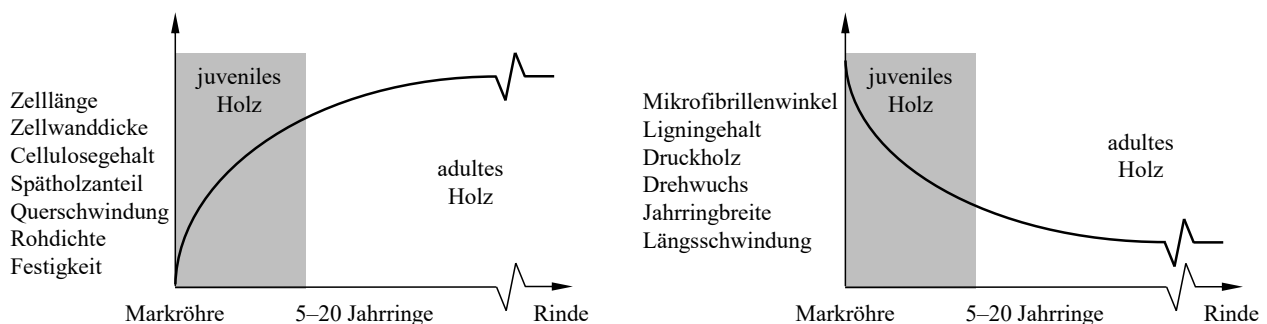 juveniles
Holz
Zelllänge
Zellwanddicke
Cellulosegehalt
Spätholzanteil
Querschwindung
Rohdichte
Festigkeit
adultes
Holz
Markröhre
5–20 Jahrringe
Rinde
juveniles
Holz
Mikrofibrillenwinkel
Ligningehalt
Druckholz
Drehwuchs
Jahrringbreite
Längsschwindung
adultes
Holz
Markröhre
5–20 Jahrringe
Rinde